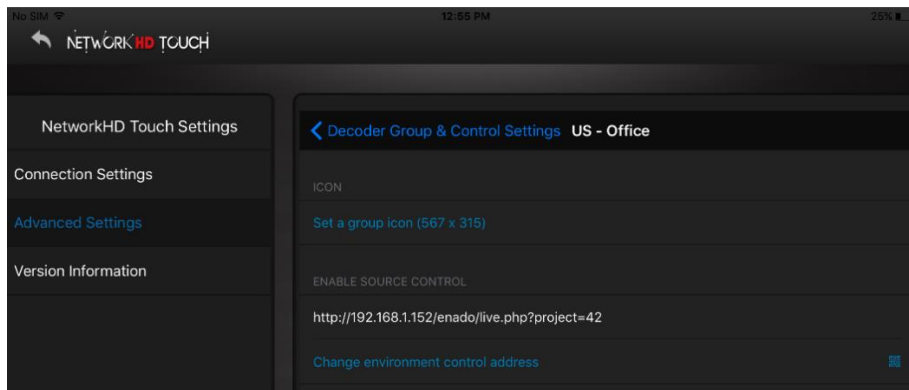 No SIM
12:55 PM
25%
NETWORK HD TOUCH
NetworkHD Touch Settings
Connection Settings
Advanced Settings
Version Information
Decoder Group & Control Settings US - Office
ICON
Set a group icon (567 x 315)
ENABLE SOURCE CONTROL
http://192.168.1.152/enado/live.php?project=42
Change environment control address